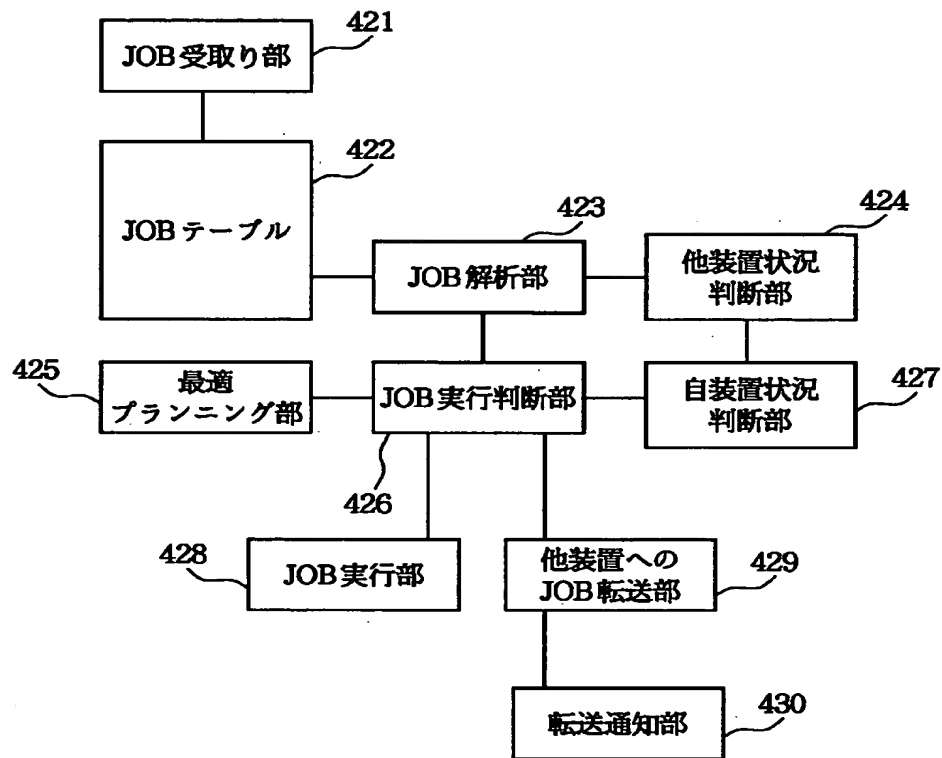 421
JOB受取り部
422
JOBテーブル
423
JOB解析部
424
他装置状況
判断部
425
最適
プランニング部
JOB実行判断部
426
自装置状況
判断部
427
428
JOB実行部
他装置への
JOB転送部
429
転送通知部
430